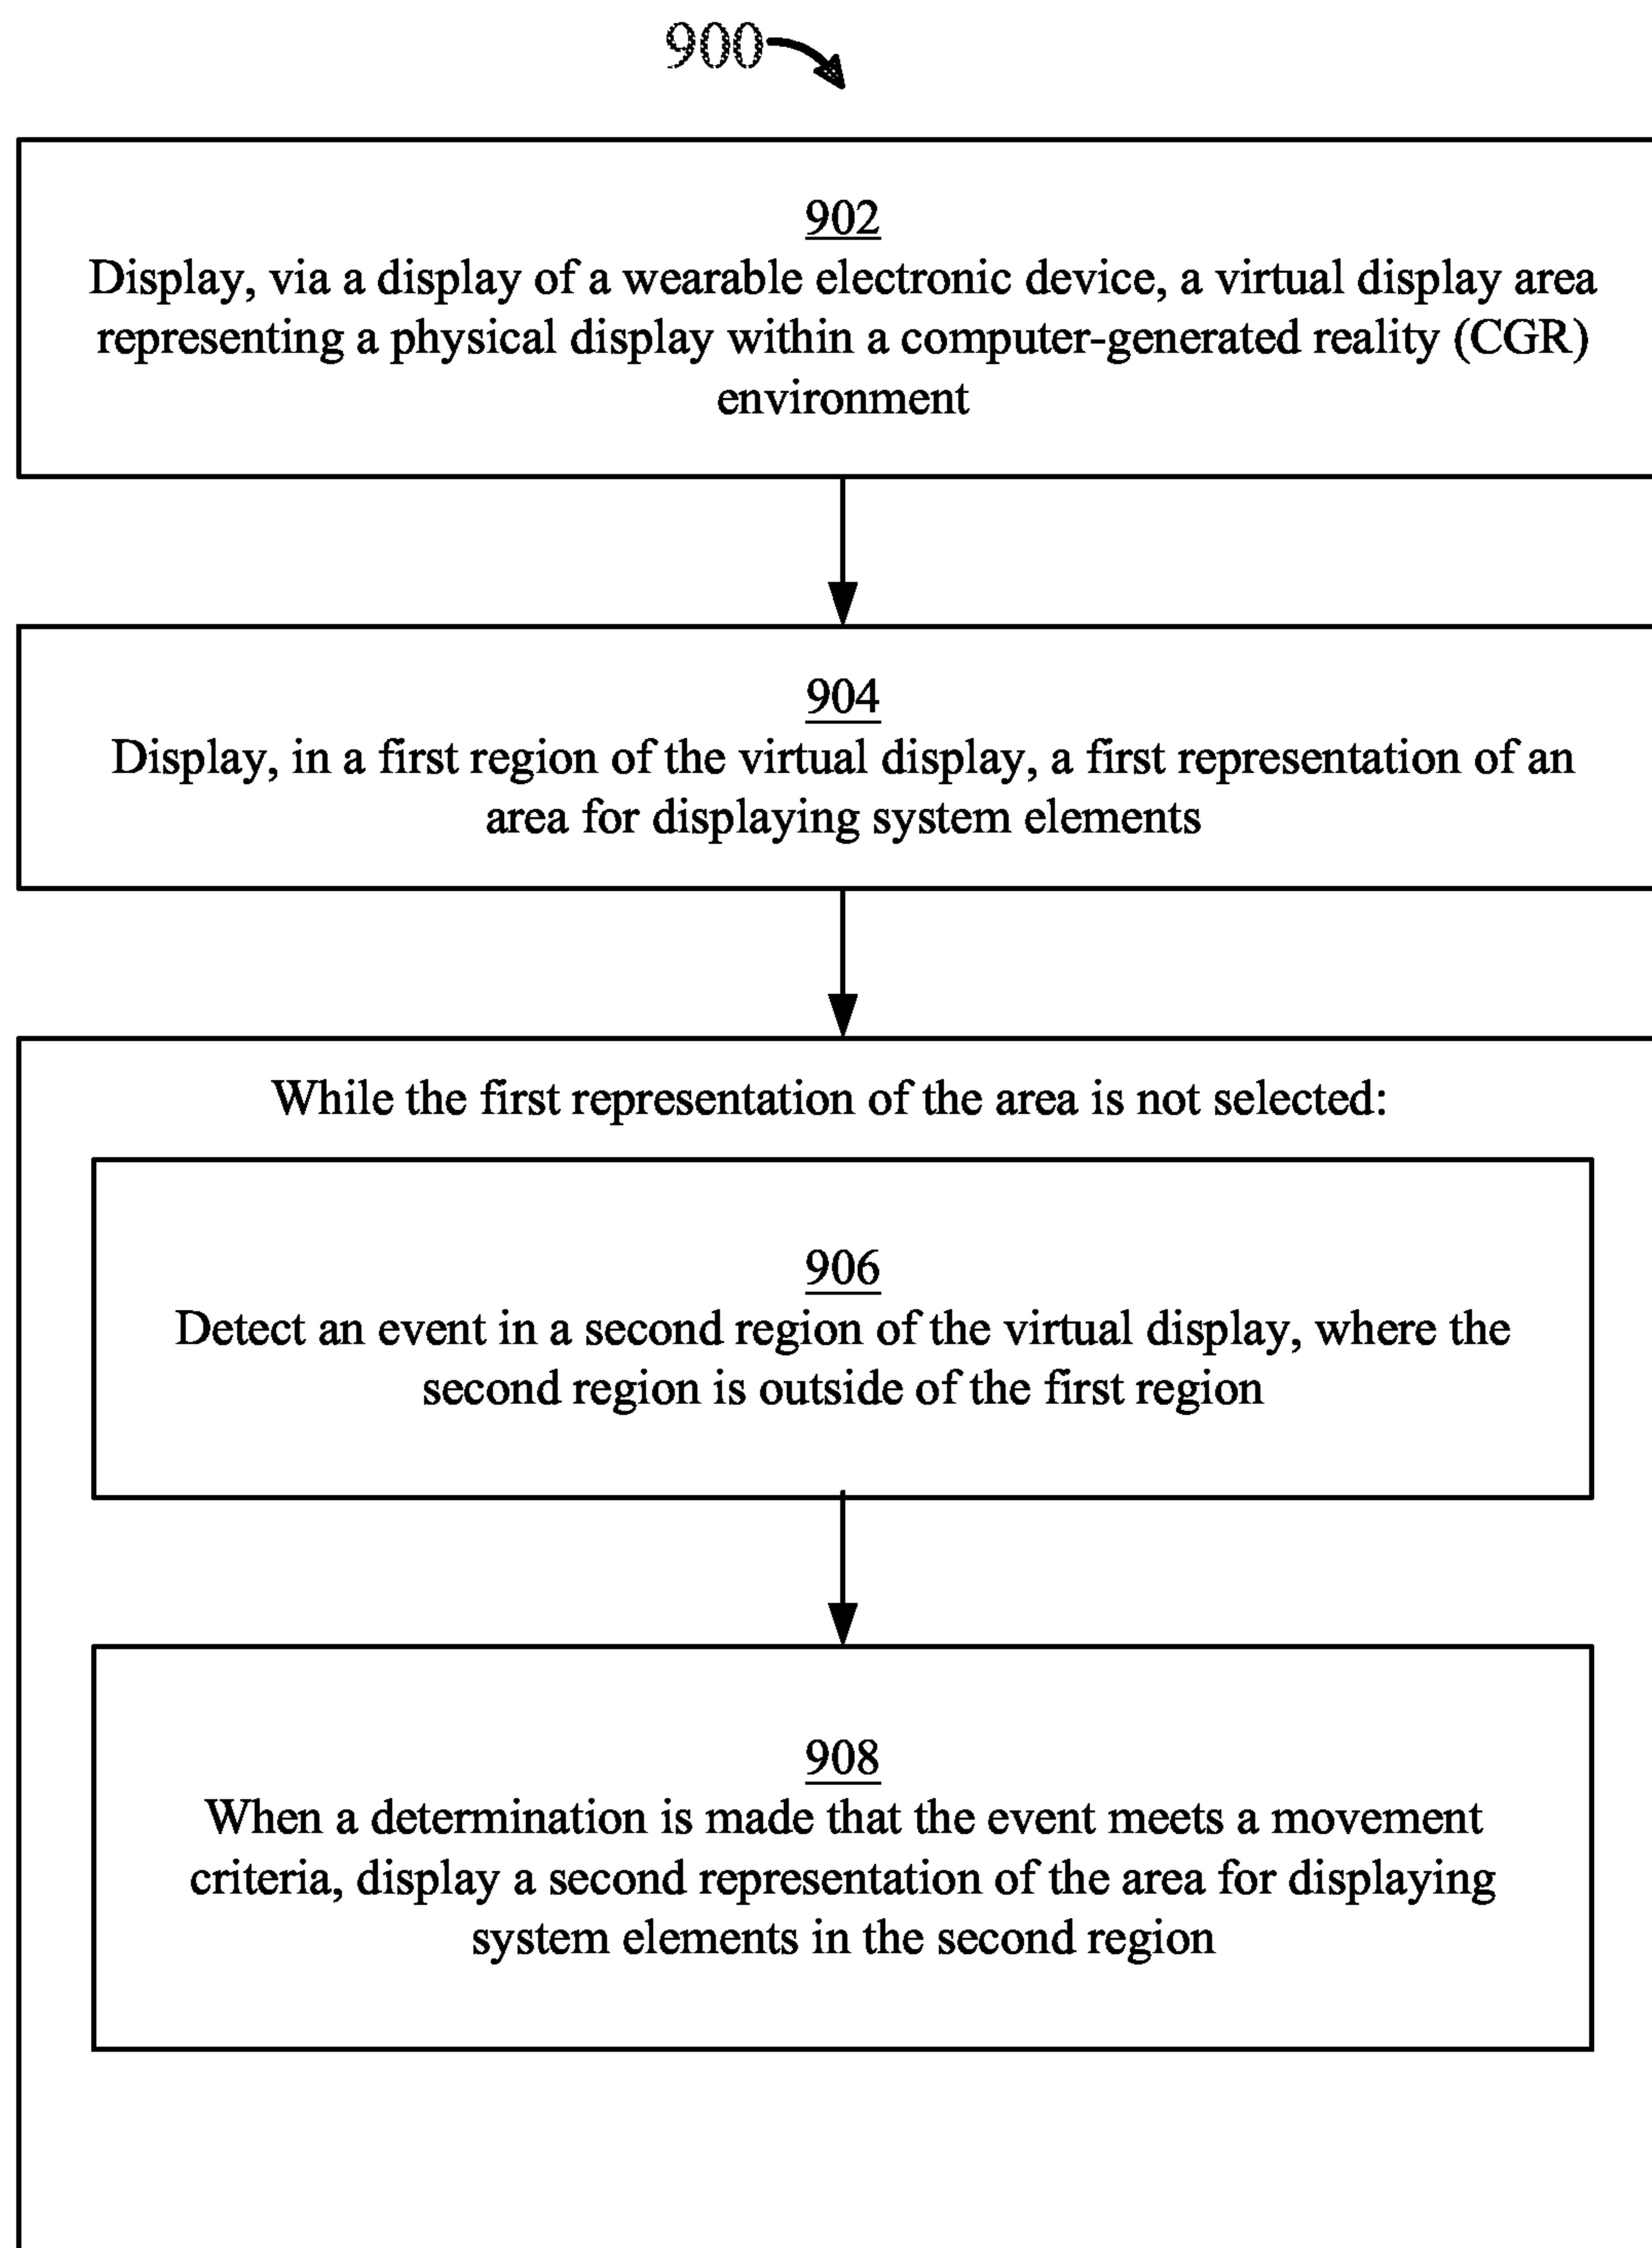 900
902
Display, via a display of a wearable electronic device, a virtual display area
representing a physical display within a computer-generated reality (CGR)
environment
904
Display, in a first region of the virtual display, a first representation of an
area for displaying system elements
While the first representation of the area is not selected:
906
Detect an event in a second region of the virtual display, where the
second region is outside of the first region
908
When a determination is made that the event meets a movement
criteria, display a second representation of the area for displaying
system elements in the second region